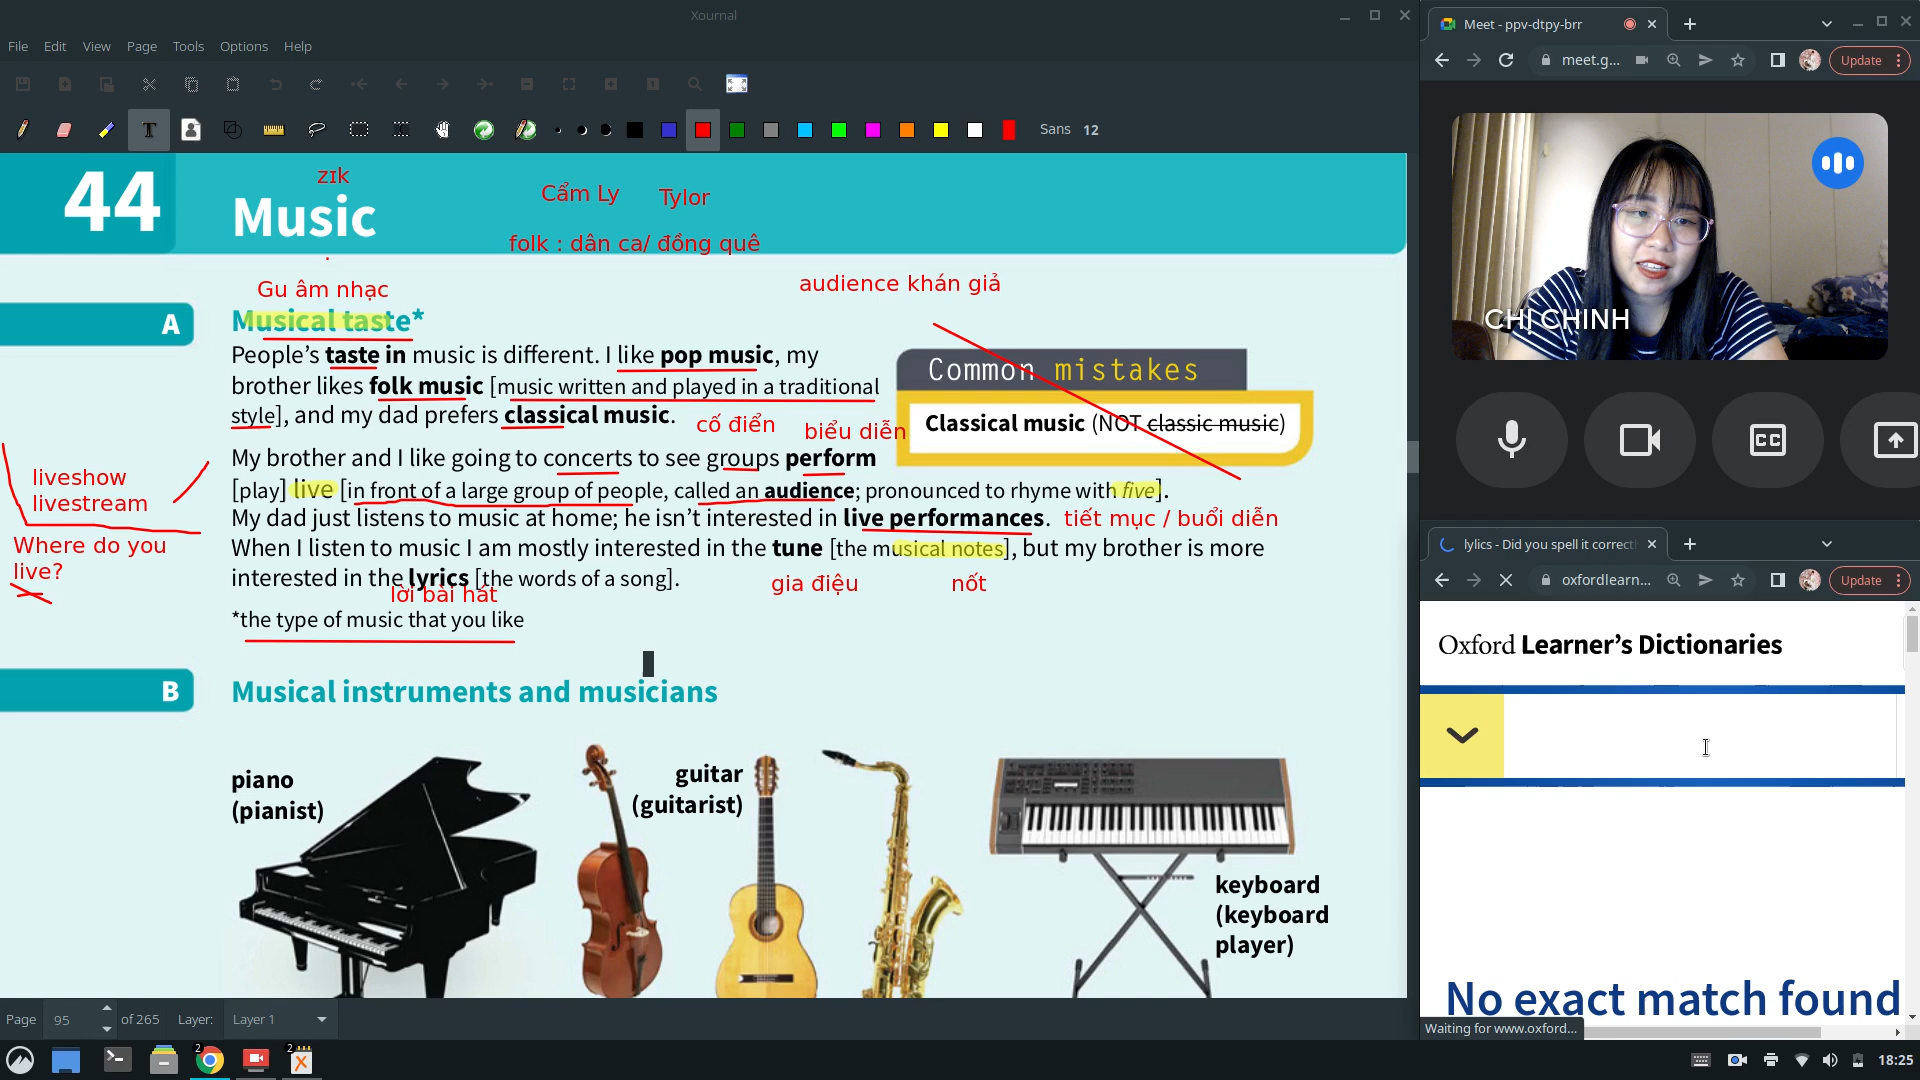 Xournal
File Edit View Page Tools Options Help
Sans 12
44
Music
zɪk
Cẩm Ly
Tylor
folk : dân ca/ đồng quê
Gu âm nhạc
audience khán giả
A
Musical taste*
People's taste in music is different. I like pop music, my
brother likes folk music [music written and played in a traditional
style], and my dad prefers classical music.
cố điển
biểu diễn
Common mistakes
Classical music (NOT classic music)
My brother and I like going to concerts to see groups perform
[play] live [in front of a large group of people, called an audience; pronounced to rhyme with five].
My dad just listens to music at home; he isn't interested in live performances.
tiết mục / buổi diễn
When I listen to music I am mostly interested in the tune [the musical notes], but my brother is more
interested in the lyrics [the words of a song].
lời bài hát
gia điệu
nốt
*the type of music that you like
liveshow
livestream
Where do you
live?
B
Musical instruments and musicians
piano
(pianist)
guitar
(guitarist)
keyboard
(keyboard
player)
Page 95 of 265 Layer: Layer 1
Meet - ppv-dtpy-brr
meet.g...
Update
CHỊ CHINH
CC
lylics - Did you spell it correctl
oxfordlearn...
Update
Oxford Learner's Dictionaries
No exact match found
Waiting for www.oxford...
2
2
18:25